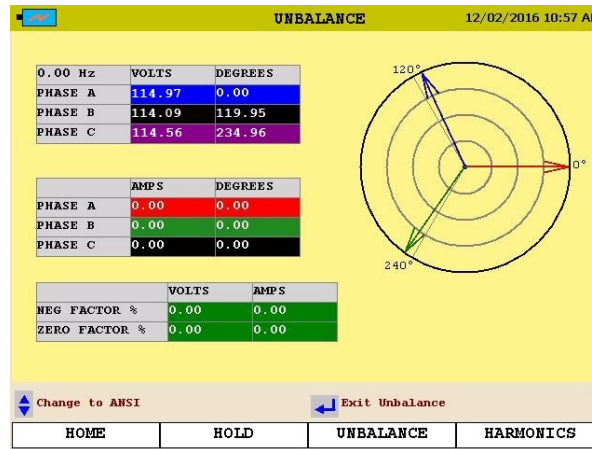 UNBALANCE 12/02/2016 10:57 A
0.00 Hz VOLTS DEGREES
PHASE A 114.97 0.00
PHASE B 114.09 119.95
PHASE C 114.56 234.96
AMPS DEGREES
PHASE A 0.00 0.00
PHASE B 0.00 0.00
PHASE C 0.00 0.00
VOLTS AMPS
NEG FACTOR % 0.00 0.00
ZERO FACTOR % 0.00 0.00
120°
0°
240°
Change to ANSI Exit Unbalance
HOME HOLD UNBALANCE HARMONICS